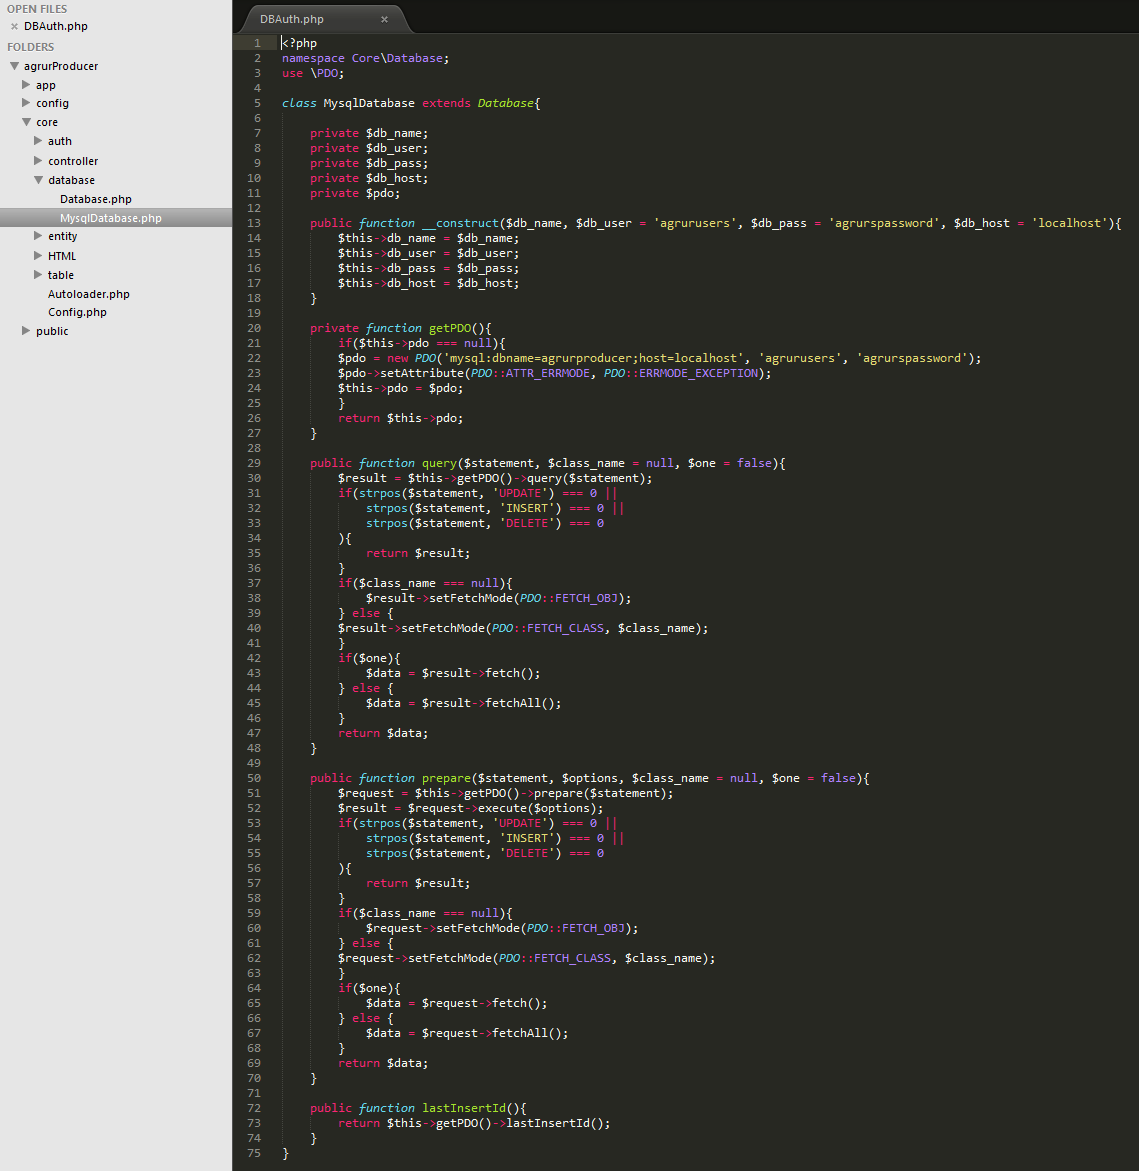 OPEN FILES
× DBAuth.php
FOLDERS
agrurProducer
app
config
core
auth
controller
database
Database.php
MysqlDatabase.php
entity
HTML
table
Autoloader.php
Config.php
public
DBAuth.php ×
1 <?php
2 namespace Core\Database;
3 use \PDO;
4
5 class MysqlDatabase extends Database{
6
7     private $db_name;
8     private $db_user;
9     private $db_pass;
10     private $db_host;
11     private $pdo;
12
13     public function __construct($db_name, $db_user = 'agrurusers', $db_pass = 'agrurspassword', $db_host = 'localhost'){
14         $this->db_name = $db_name;
15         $this->db_user = $db_user;
16         $this->db_pass = $db_pass;
17         $this->db_host = $db_host;
18     }
19
20     private function getPDO(){
21         if($this->pdo === null){
22         $pdo = new PDO('mysql:dbname=agrurproducer;host=localhost', 'agrurusers', 'agrurspassword');
23         $pdo->setAttribute(PDO::ATTR_ERRMODE, PDO::ERRMODE_EXCEPTION);
24         $this->pdo = $pdo;
25         }
26         return $this->pdo;
27     }
28
29     public function query($statement, $class_name = null, $one = false){
30         $result = $this->getPDO()->query($statement);
31         if(strpos($statement, 'UPDATE') === 0 ||
32             strpos($statement, 'INSERT') === 0 ||
33             strpos($statement, 'DELETE') === 0
34         ){
35             return $result;
36         }
37         if($class_name === null){
38             $result->setFetchMode(PDO::FETCH_OBJ);
39         } else {
40         $result->setFetchMode(PDO::FETCH_CLASS, $class_name);
41         }
42         if($one){
43             $data = $result->fetch();
44         } else {
45             $data = $result->fetchAll();
46         }
47         return $data;
48     }
49
50     public function prepare($statement, $options, $class_name = null, $one = false){
51         $request = $this->getPDO()->prepare($statement);
52         $result = $request->execute($options);
53         if(strpos($statement, 'UPDATE') === 0 ||
54             strpos($statement, 'INSERT') === 0 ||
55             strpos($statement, 'DELETE') === 0
56         ){
57             return $result;
58         }
59         if($class_name === null){
60             $request->setFetchMode(PDO::FETCH_OBJ);
61         } else {
62         $request->setFetchMode(PDO::FETCH_CLASS, $class_name);
63         }
64         if($one){
65             $data = $request->fetch();
66         } else {
67             $data = $request->fetchAll();
68         }
69         return $data;
70     }
71
72     public function lastInsertId(){
73         return $this->getPDO()->lastInsertId();
74     }
75 }